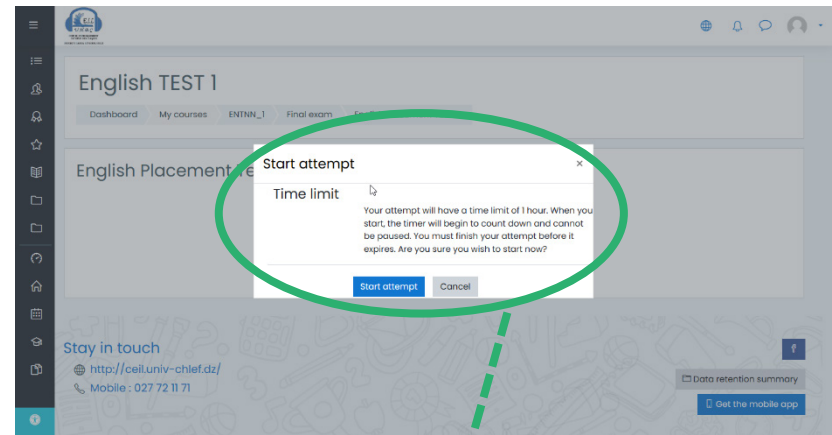 English TEST 1
Dashboard My courses ENTNN_1 Final exam
English Placement
Start attempt ×
Time limit
Your attempt will have a time limit of 1 hour. When you
start, the timer will begin to count down and cannot
be paused. You must finish your attempt before it
expires. Are you sure you wish to start now?
Start attempt Cancel
Stay in touch
http://ceil.univ-chlef.dz/
Mobile : 027 72 11 71
Data retention summary
Get the mobile app